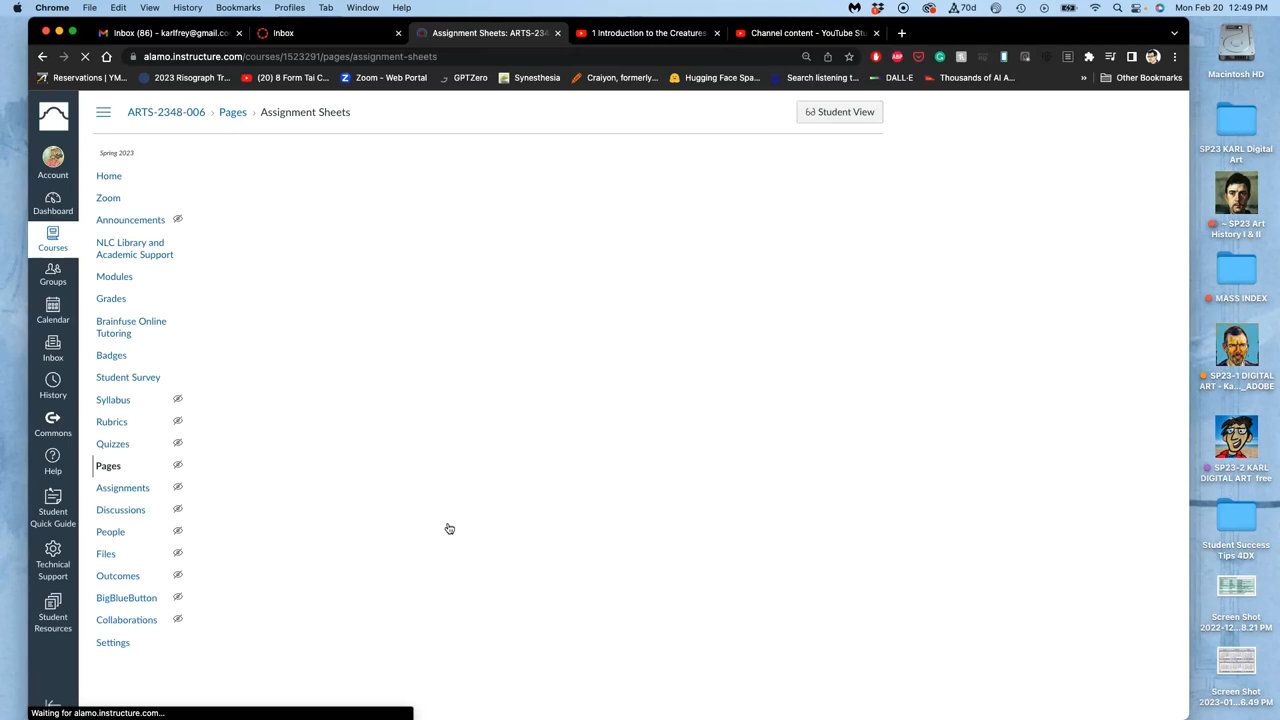 Chrome File Edit View History Bookmarks Profiles Tab Window Help
70d
Mon Feb 20 12:49 PM
Inbox (86) - karlfrey@gmail.co
Inbox
Assignment Sheets: ARTS-234
1 Introduction to the Creatures
Channel content - YouTube Stu
alamo.instructure.com/courses/1523291/pages/assignment-sheets
Reservations | YM...
2023 Risograph Tr...
(20) 8 Form Tai C...
Zoom - Web Portal
GPTZero
Synesthesia
Craiyon, formerly...
Hugging Face Spa...
Search listening t...
DALL-E
Thousands of AI A...
Other Bookmarks
ARTS-2348-006 › Pages › Assignment Sheets
Student View
Account
Dashboard
Courses
Groups
Calendar
Inbox
History
Commons
Help
Student
Quick Guide
Technical
Support
Student
Resources
Spring 2023
Home
Zoom
Announcements
NLC Library and
Academic Support
Modules
Grades
Brainfuse Online
Tutoring
Badges
Student Survey
Syllabus
Rubrics
Quizzes
Pages
Assignments
Discussions
People
Files
Outcomes
BigBlueButton
Collaborations
Settings
Waiting for alamo.instructure.com...
Macintosh HD
SP23 KARL Digital
Art
~ SP23 Art
History I & II
MASS INDEX
SP23-1 DIGITAL
ART - Ka..._ADOBE
SP23-2 KARL
DIGITAL ART free
Student Success
Tips 4DX
Screen Shot
2022-12...8.21 PM
Screen Shot
2023-01...6.49 PM